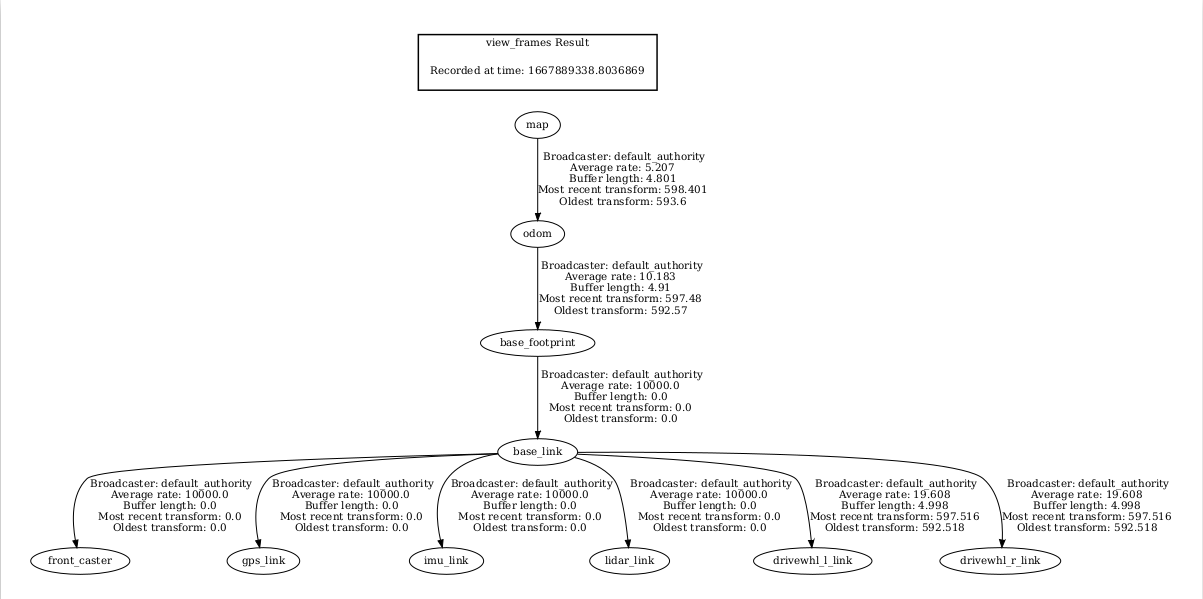 view_frames Result
Recorded at time: 1667889338.8036869
map
Broadcaster: default_authority
Average rate: 5.207
Buffer length: 4.801
Most recent transform: 598.401
Oldest transform: 593.6
odom
Broadcaster: default_authority
Average rate: 10.183
Buffer length: 4.91
Most recent transform: 597.48
Oldest transform: 592.57
base_footprint
Broadcaster: default_authority
Average rate: 10000.0
Buffer length: 0.0
Most recent transform: 0.0
Oldest transform: 0.0
base_link
Broadcaster: default_authority
Average rate: 10000.0
Buffer length: 0.0
Most recent transform: 0.0
Oldest transform: 0.0
Broadcaster: default_authority
Average rate: 10000.0
Buffer length: 0.0
Most recent transform: 0.0
Oldest transform: 0.0
Broadcaster: default_authority
Average rate: 10000.0
Buffer length: 0.0
Most recent transform: 0.0
Oldest transform: 0.0
Broadcaster: default_authority
Average rate: 10000.0
Buffer length: 0.0
Most recent transform: 0.0
Oldest transform: 0.0
Broadcaster: default_authority
Average rate: 19.608
Buffer length: 4.998
Most recent transform: 597.516
Oldest transform: 592.518
Broadcaster: default_authority
Average rate: 19.608
Buffer length: 4.998
Most recent transform: 597.516
Oldest transform: 592.518
front_caster
gps_link
imu_link
lidar_link
drivewhl_l_link
drivewhl_r_link